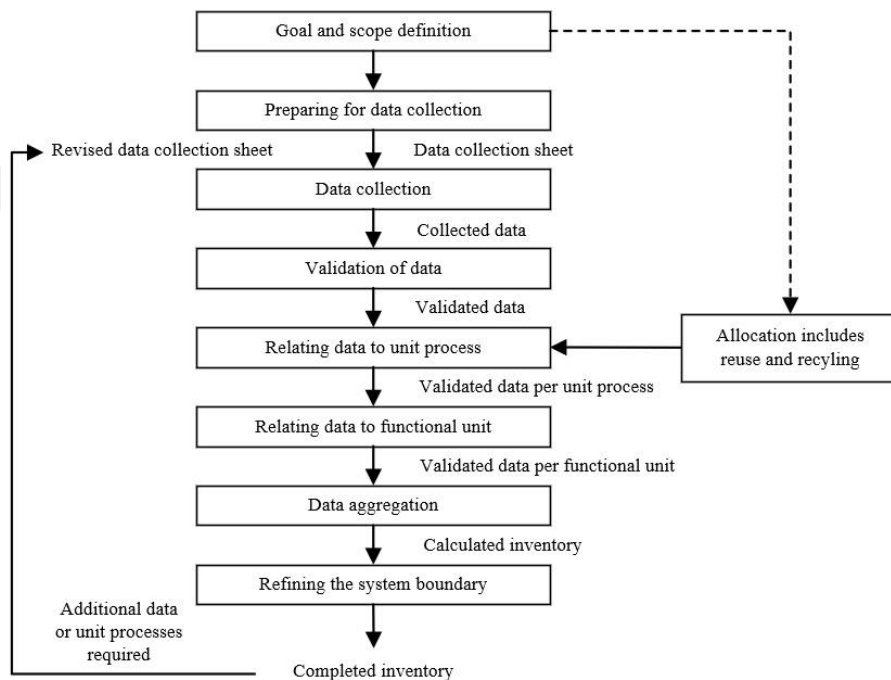 Goal and scope definition
Preparing for data collection
Revised data collection sheet
Data collection sheet
Data collection
Collected data
Validation of data
Validated data
Relating data to unit process
Allocation includes
reuse and recyling
Validated data per unit process
Relating data to functional unit
Validated data per functional unit
Data aggregation
Calculated inventory
Refining the system boundary
Additional data
or unit processes
required
Completed inventory